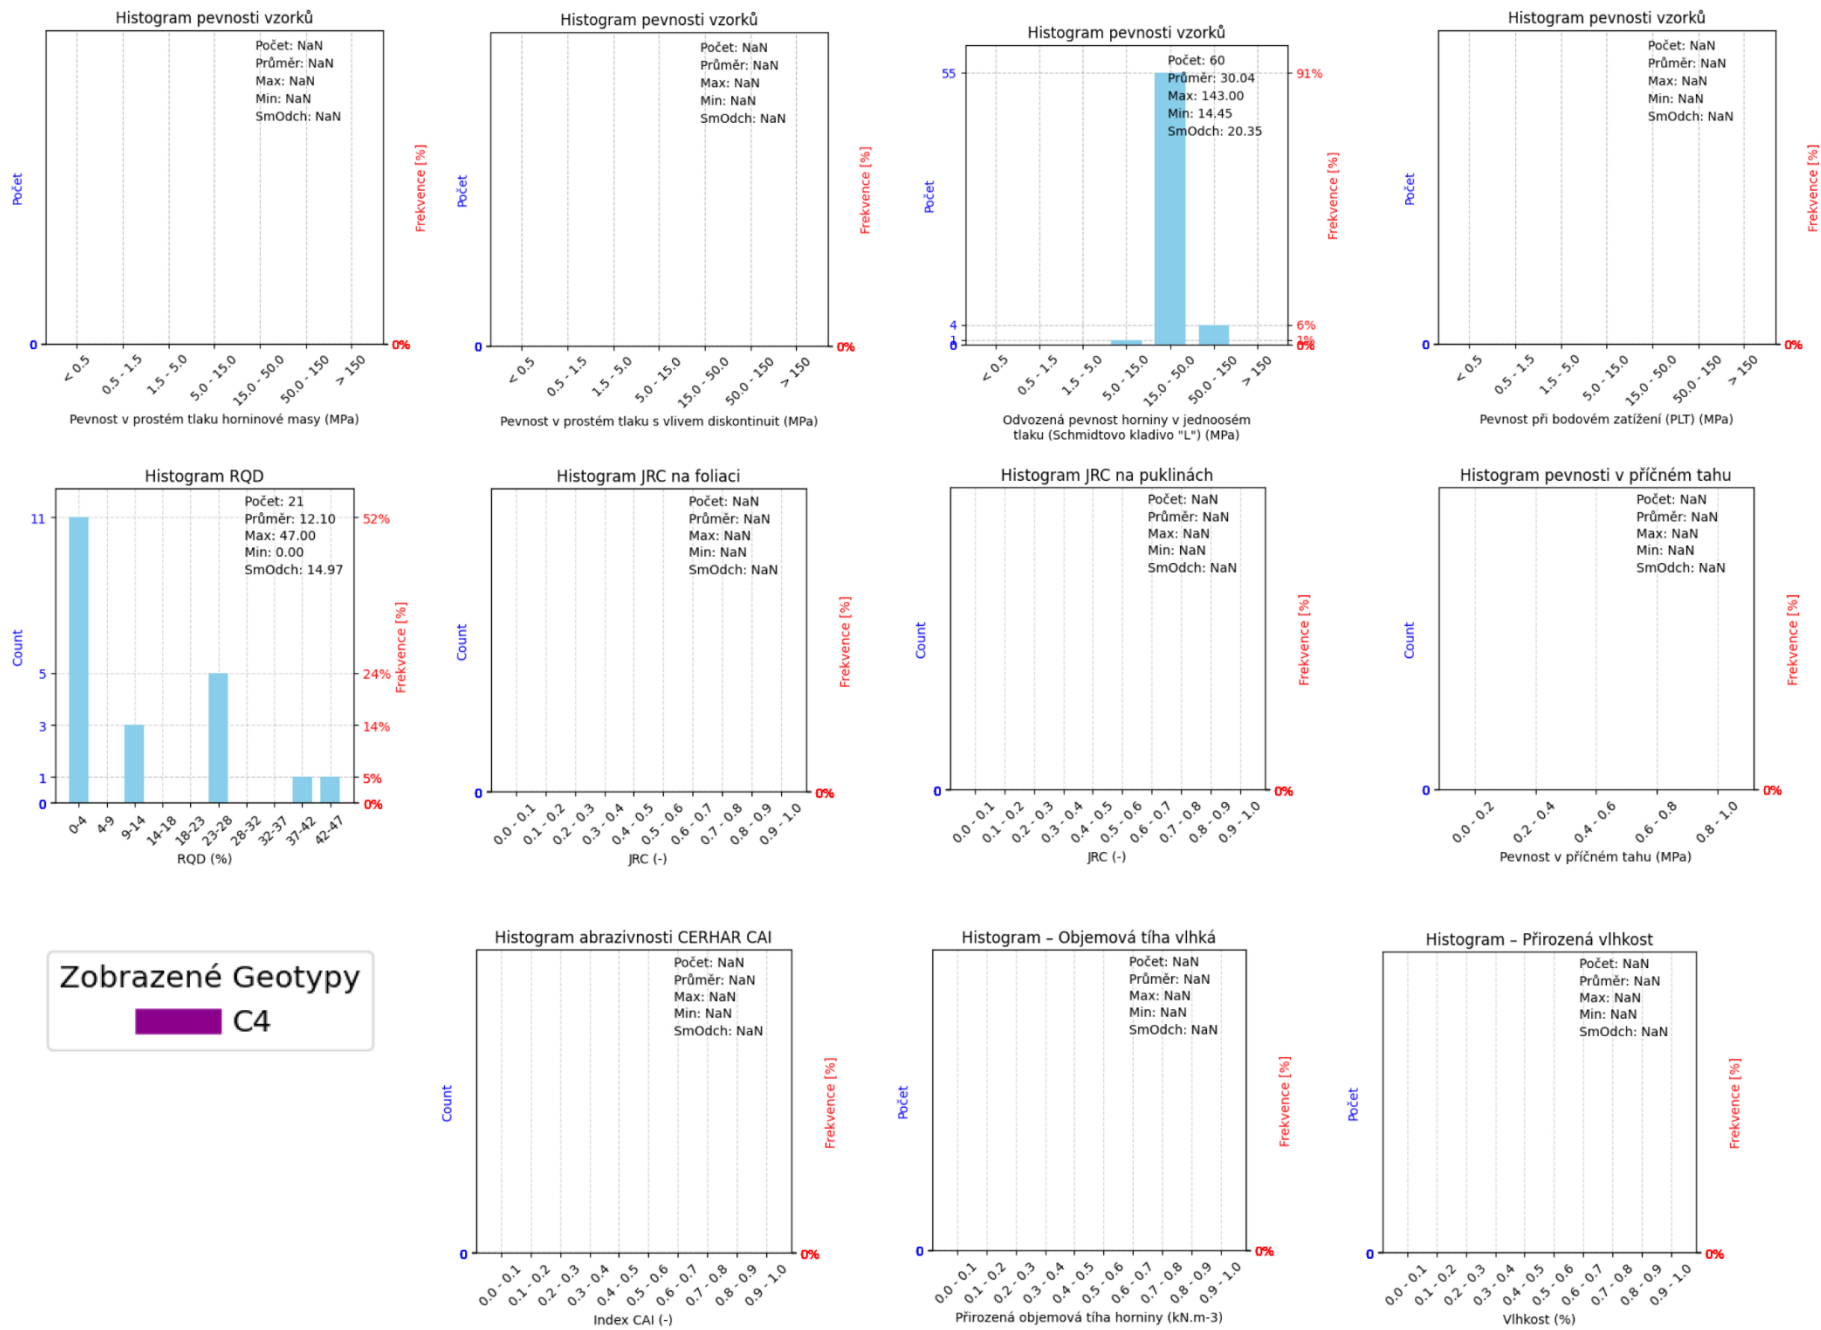 Histogram pevnosti vzorků
Počet: NaN
Průměr: NaN
Max: NaN
Min: NaN
SmOdch: NaN
Počet
Frekvence [%]
0
0%
< 0.5
0.5 - 1.5
1.5 - 5.0
5.0 - 15.0
15.0 - 50.0
50.0 - 150
> 150
Pevnost v prostém tlaku horninové masy (MPa)
Histogram pevnosti vzorků
Počet: NaN
Průměr: NaN
Max: NaN
Min: NaN
SmOdch: NaN
Počet
Frekvence [%]
0
0%
< 0.5
0.5 - 1.5
1.5 - 5.0
5.0 - 15.0
15.0 - 50.0
50.0 - 150
> 150
Pevnost v prostém tlaku s vlivem diskontinuit (MPa)
Histogram pevnosti vzorků
Počet: 60
Průměr: 30.04
Max: 143.00
Min: 14.45
SmOdch: 20.35
55
4
1
0
Počet
91%
6%
1%
0%
Frekvence [%]
< 0.5
0.5 - 1.5
1.5 - 5.0
5.0 - 15.0
15.0 - 50.0
50.0 - 150
> 150
Odvozená pevnost horniny v jednoosém
tlaku (Schmidtovo kladivo "L") (MPa)
Histogram pevnosti vzorků
Počet: NaN
Průměr: NaN
Max: NaN
Min: NaN
SmOdch: NaN
Počet
Frekvence [%]
0
0%
< 0.5
0.5 - 1.5
1.5 - 5.0
5.0 - 15.0
15.0 - 50.0
50.0 - 150
> 150
Pevnost při bodovém zatížení (PLT) (MPa)
Histogram RQD
Počet: 21
Průměr: 12.10
Max: 47.00
Min: 0.00
SmOdch: 14.97
11
5
3
1
0
Count
52%
24%
14%
5%
0%
Frekvence [%]
0-4
4-9
9-14
14-18
18-23
23-28
28-32
32-37
37-42
42-47
RQD (%)
Histogram JRC na foliaci
Počet: NaN
Průměr: NaN
Max: NaN
Min: NaN
SmOdch: NaN
Count
Frekvence [%]
0
0%
0.0 - 0.1
0.1 - 0.2
0.2 - 0.3
0.3 - 0.4
0.4 - 0.5
0.5 - 0.6
0.6 - 0.7
0.7 - 0.8
0.8 - 0.9
0.9 - 1.0
JRC (-)
Histogram JRC na puklinách
Počet: NaN
Průměr: NaN
Max: NaN
Min: NaN
SmOdch: NaN
Count
Frekvence [%]
0
0%
0.0 - 0.1
0.1 - 0.2
0.2 - 0.3
0.3 - 0.4
0.4 - 0.5
0.5 - 0.6
0.6 - 0.7
0.7 - 0.8
0.8 - 0.9
0.9 - 1.0
JRC (-)
Histogram pevnosti v příčném tahu
Počet: NaN
Průměr: NaN
Max: NaN
Min: NaN
SmOdch: NaN
Count
Frekvence [%]
0
0%
0.0 - 0.2
0.2 - 0.4
0.4 - 0.6
0.6 - 0.8
0.8 - 1.0
Pevnost v příčném tahu (MPa)
Zobrazené Geotypy
C4
Histogram abrazivnosti CERHAR CAI
Počet: NaN
Průměr: NaN
Max: NaN
Min: NaN
SmOdch: NaN
Count
Frekvence [%]
0
0%
0.0 - 0.1
0.1 - 0.2
0.2 - 0.3
0.3 - 0.4
0.4 - 0.5
0.5 - 0.6
0.6 - 0.7
0.7 - 0.8
0.8 - 0.9
0.9 - 1.0
Index CAI (-)
Histogram – Objemová tíha vlhká
Počet: NaN
Průměr: NaN
Max: NaN
Min: NaN
SmOdch: NaN
Počet
Frekvence [%]
0
0%
0.0 - 0.1
0.1 - 0.2
0.2 - 0.3
0.3 - 0.4
0.4 - 0.5
0.5 - 0.6
0.6 - 0.7
0.7 - 0.8
0.8 - 0.9
0.9 - 1.0
Přirozená objemová tíha horniny (kN.m-3)
Histogram – Přirozená vlhkost
Počet: NaN
Průměr: NaN
Max: NaN
Min: NaN
SmOdch: NaN
Počet
Frekvence [%]
0
0%
0.0 - 0.1
0.1 - 0.2
0.2 - 0.3
0.3 - 0.4
0.4 - 0.5
0.5 - 0.6
0.6 - 0.7
0.7 - 0.8
0.8 - 0.9
0.9 - 1.0
Vlhkost (%)